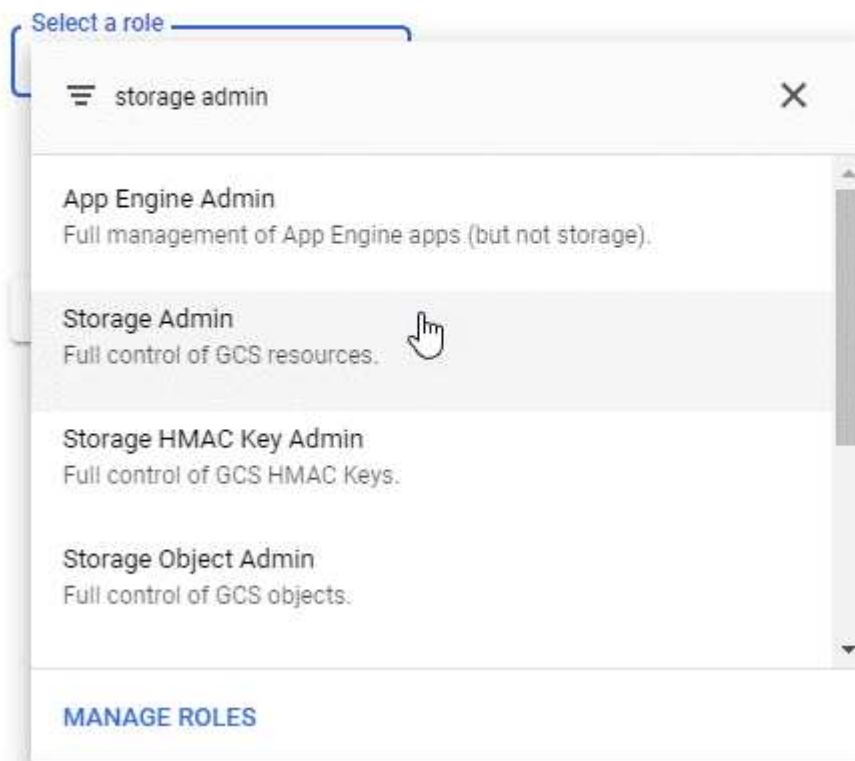 Select a role
storage admin
App Engine Admin
Full management of App Engine apps (but not storage).
Storage Admin
Full control of GCS resources.
Storage HMAC Key Admin
Full control of GCS HMAC Keys.
Storage Object Admin
Full control of GCS objects.
MANAGE ROLES